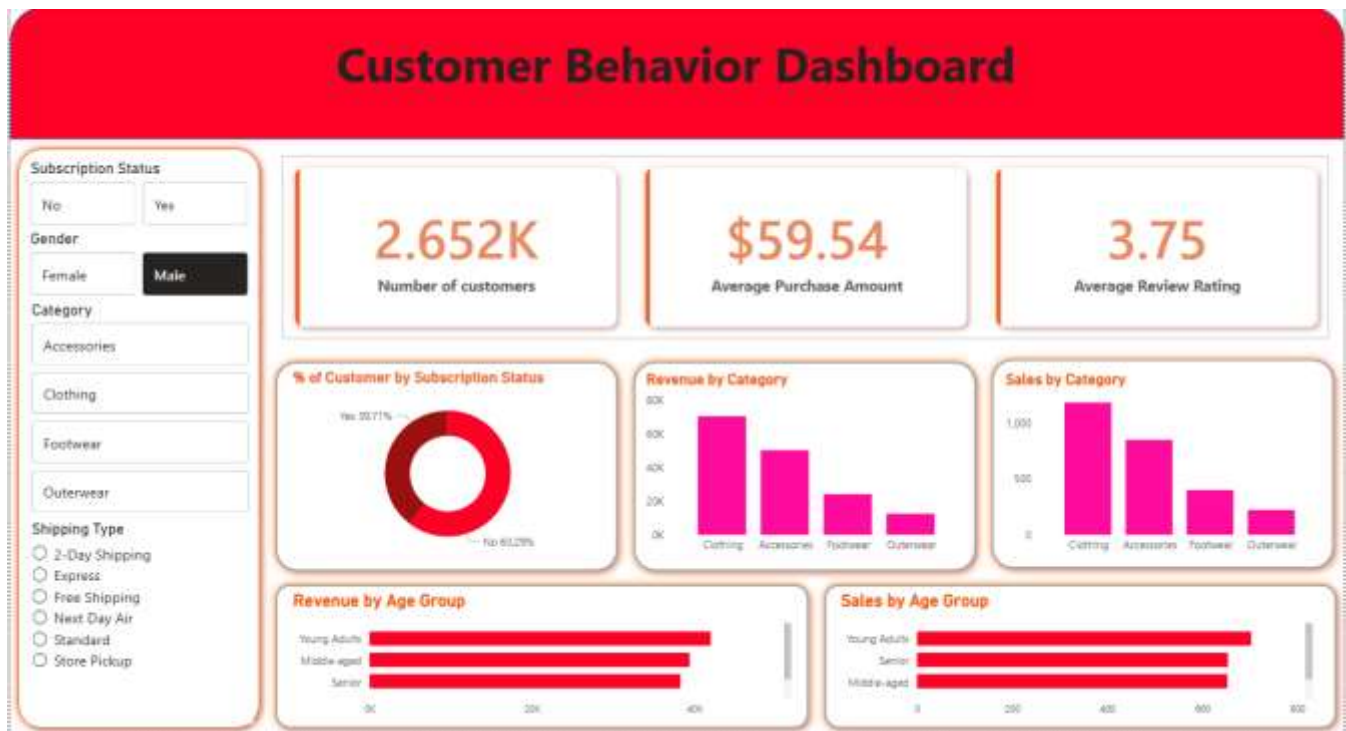 Customer Behavior Dashboard
Subscription Status
No Yes
Gender
Female Male
Category
Accessories
Clothing
Footwear
Outerwear
Shipping Type
2-Day Shipping
Express
Free Shipping
Next Day Air
Standard
Store Pickup
2.652K
Number of customers
$59.54
Average Purchase Amount
3.75
Average Review Rating
% of Customer by Subscription Status
Yes 39.71%
No 60.29%
Revenue by Category
80K
60K
40K
20K
0K
Clothing Accessories Footwear Outerwear
Sales by Category
1,000
500
0
Clothing Accessories Footwear Outerwear
Revenue by Age Group
Young Adults
Middle-aged
Senior
0K 20K 40K
Sales by Age Group
Young Adults
Senior
Middle-aged
0 200 400 600 800